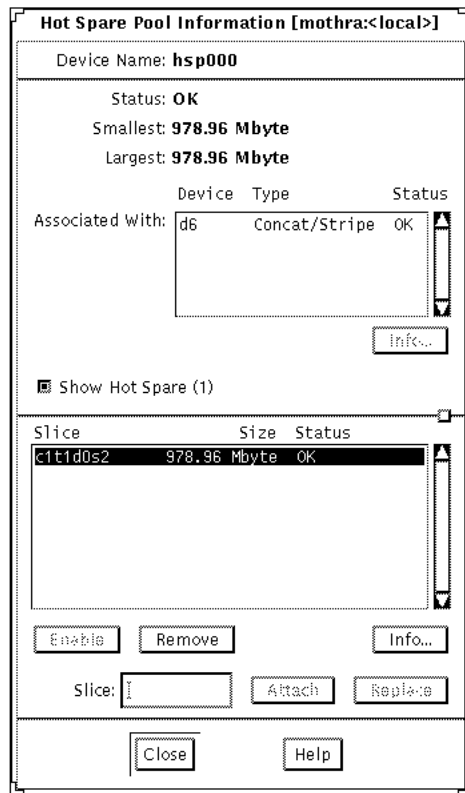 Hot Spare Pool Information [mothra:<local>]
Device Name: hsp000
Status: OK
Smallest: 978.96 Mbyte
Largest: 978.96 Mbyte
Device Type Status
Associated With: d6 Concat/Stripe OK
Info...
Show Hot Spare (1)
Slice Size Status
c1t1d0s2 978.96 Mbyte OK
Enable Remove Info...
Slice: Attach Replace
Close Help